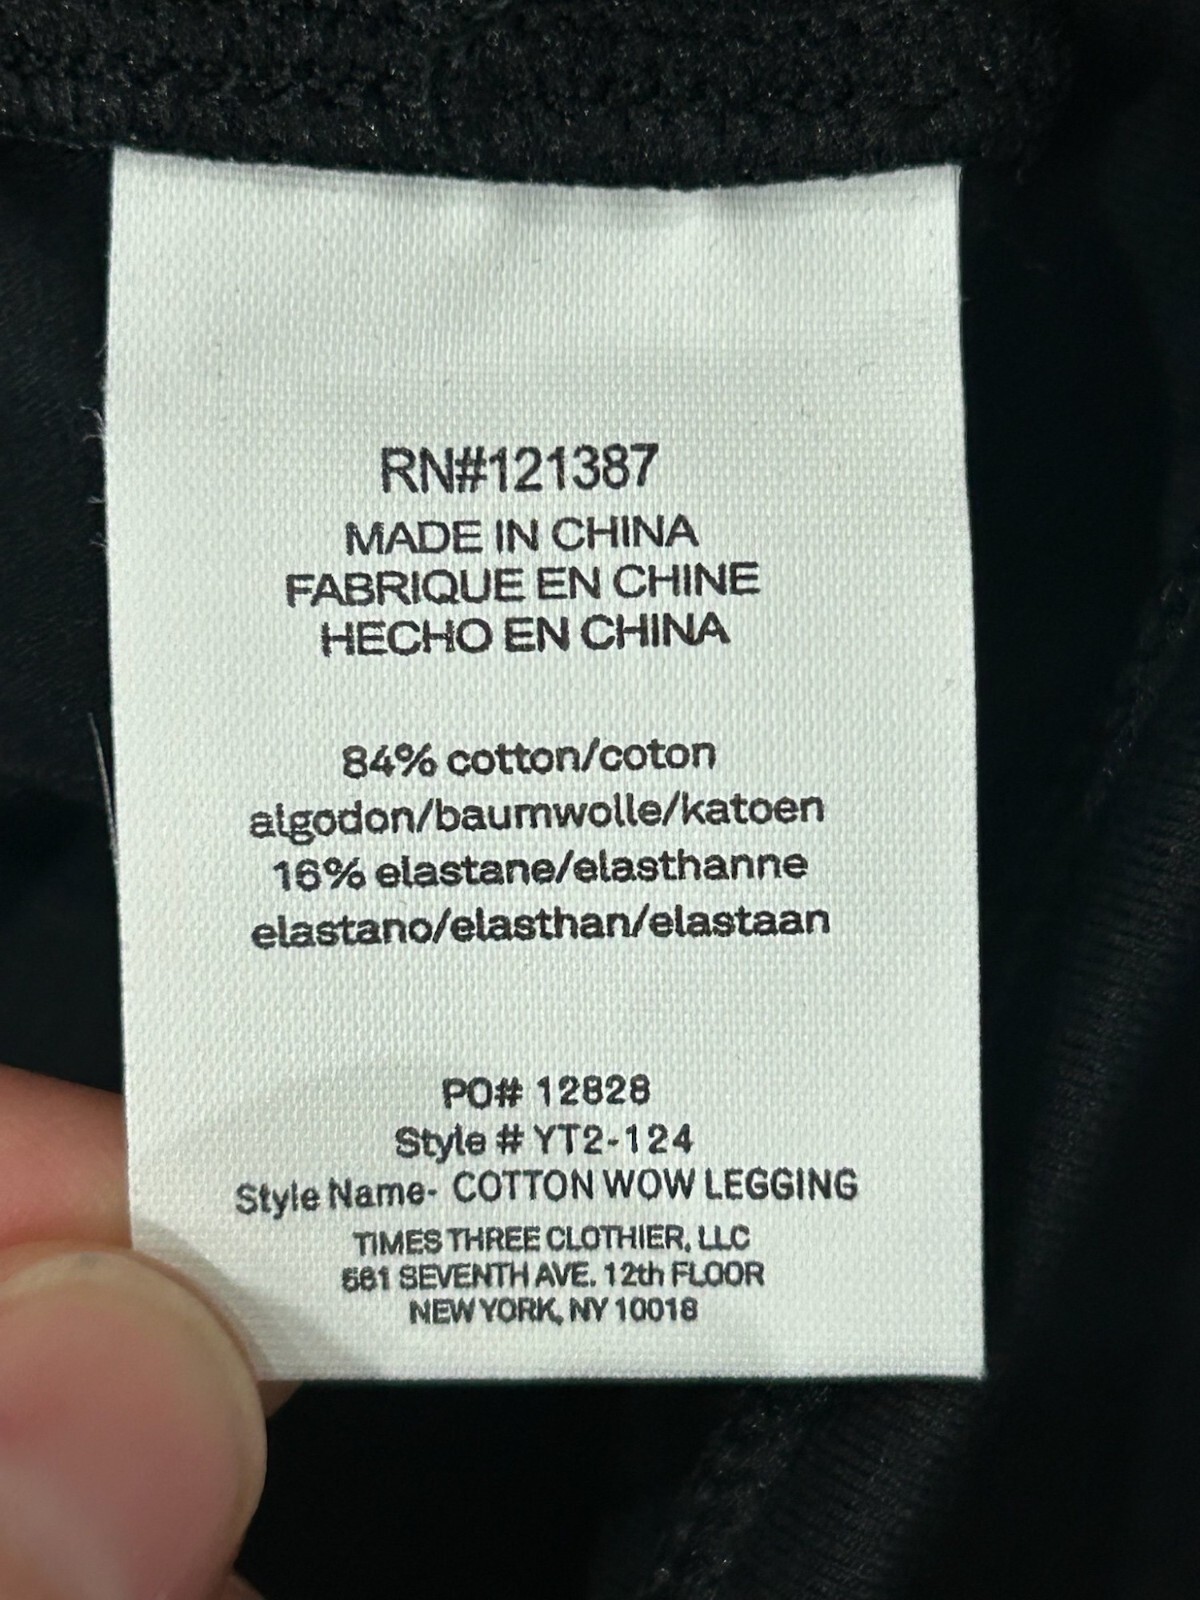 RN#121387
MADE IN CHINA
FABRIQUE EN CHINE
HECHO EN CHINA
84% cotton/coton
algodon/baumwolle/katoen
16% elastane/elasthanne
elastano/elasthan/elastaan
PO# 12828
Style # YT2-124
Style Name- COTTON WOW LEGGING
TIMES THREE CLOTHIER, LLC
561 SEVENTH AVE. 12th FLOOR
NEW YORK, NY 10018